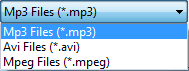 Mp3 Files (*.mp3)
Mp3 Files (*.mp3)
Avi Files (*.avi)
Mpeg Files (*.mpeg)